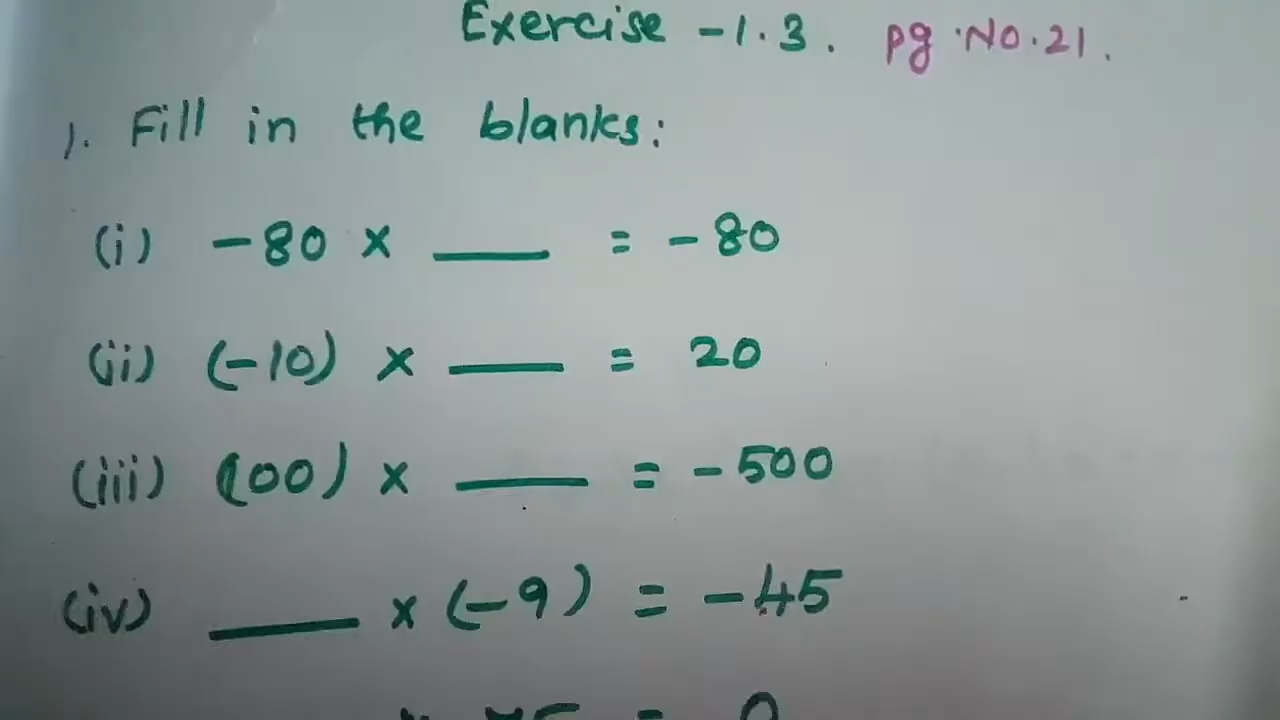 Exercise -1.3. pg.No.21.
1. Fill in the blanks:
(i) -80 × ____ = -80
(ii) (-10) × ____ = 20
(iii) (00) × ____ = -500
(iv) ____ × (-9) = -45